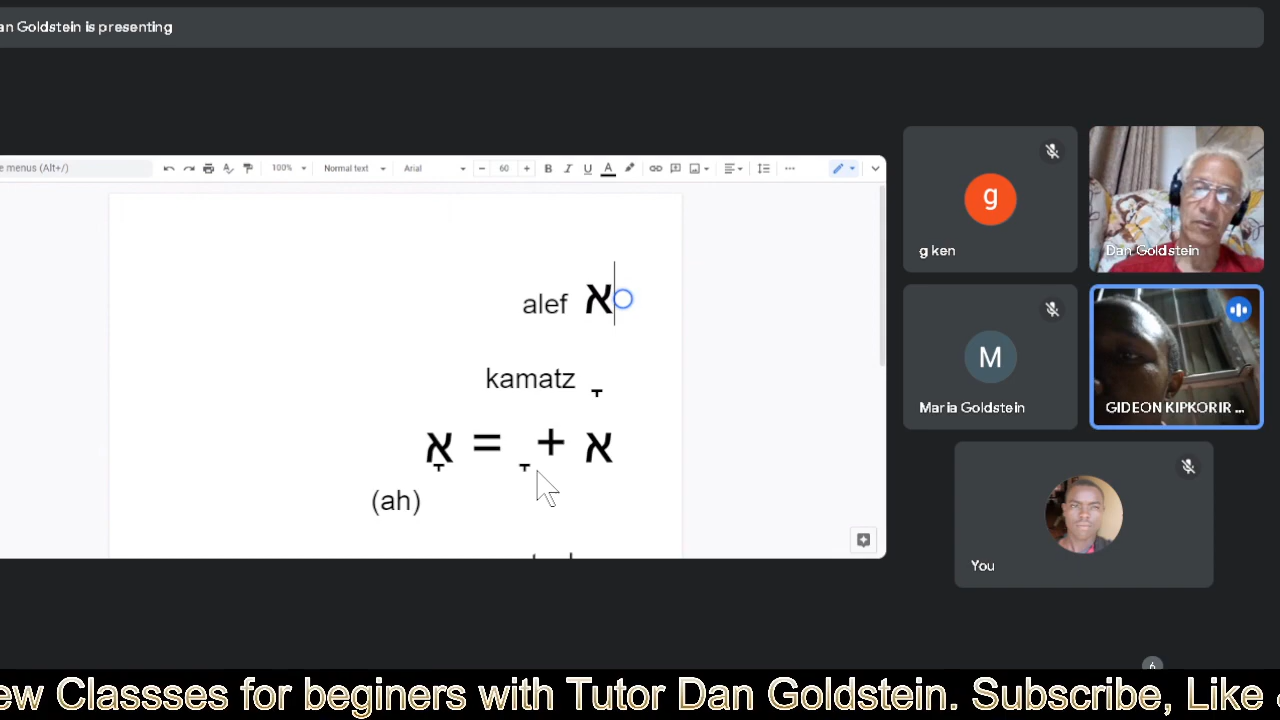 an Goldstein is presenting
e menus (Alt+/)
100%
Normal text
Arial
− 60 +
B I U A
א alef
ָ kamatz
א + ָ = אָ
(ah)
g ken
Dan Goldstein
Maria Goldstein
GIDEON KIPKORIR ...
You
g
M
6
ew Classses for beginers with Tutor Dan Goldstein. Subscribe, Like